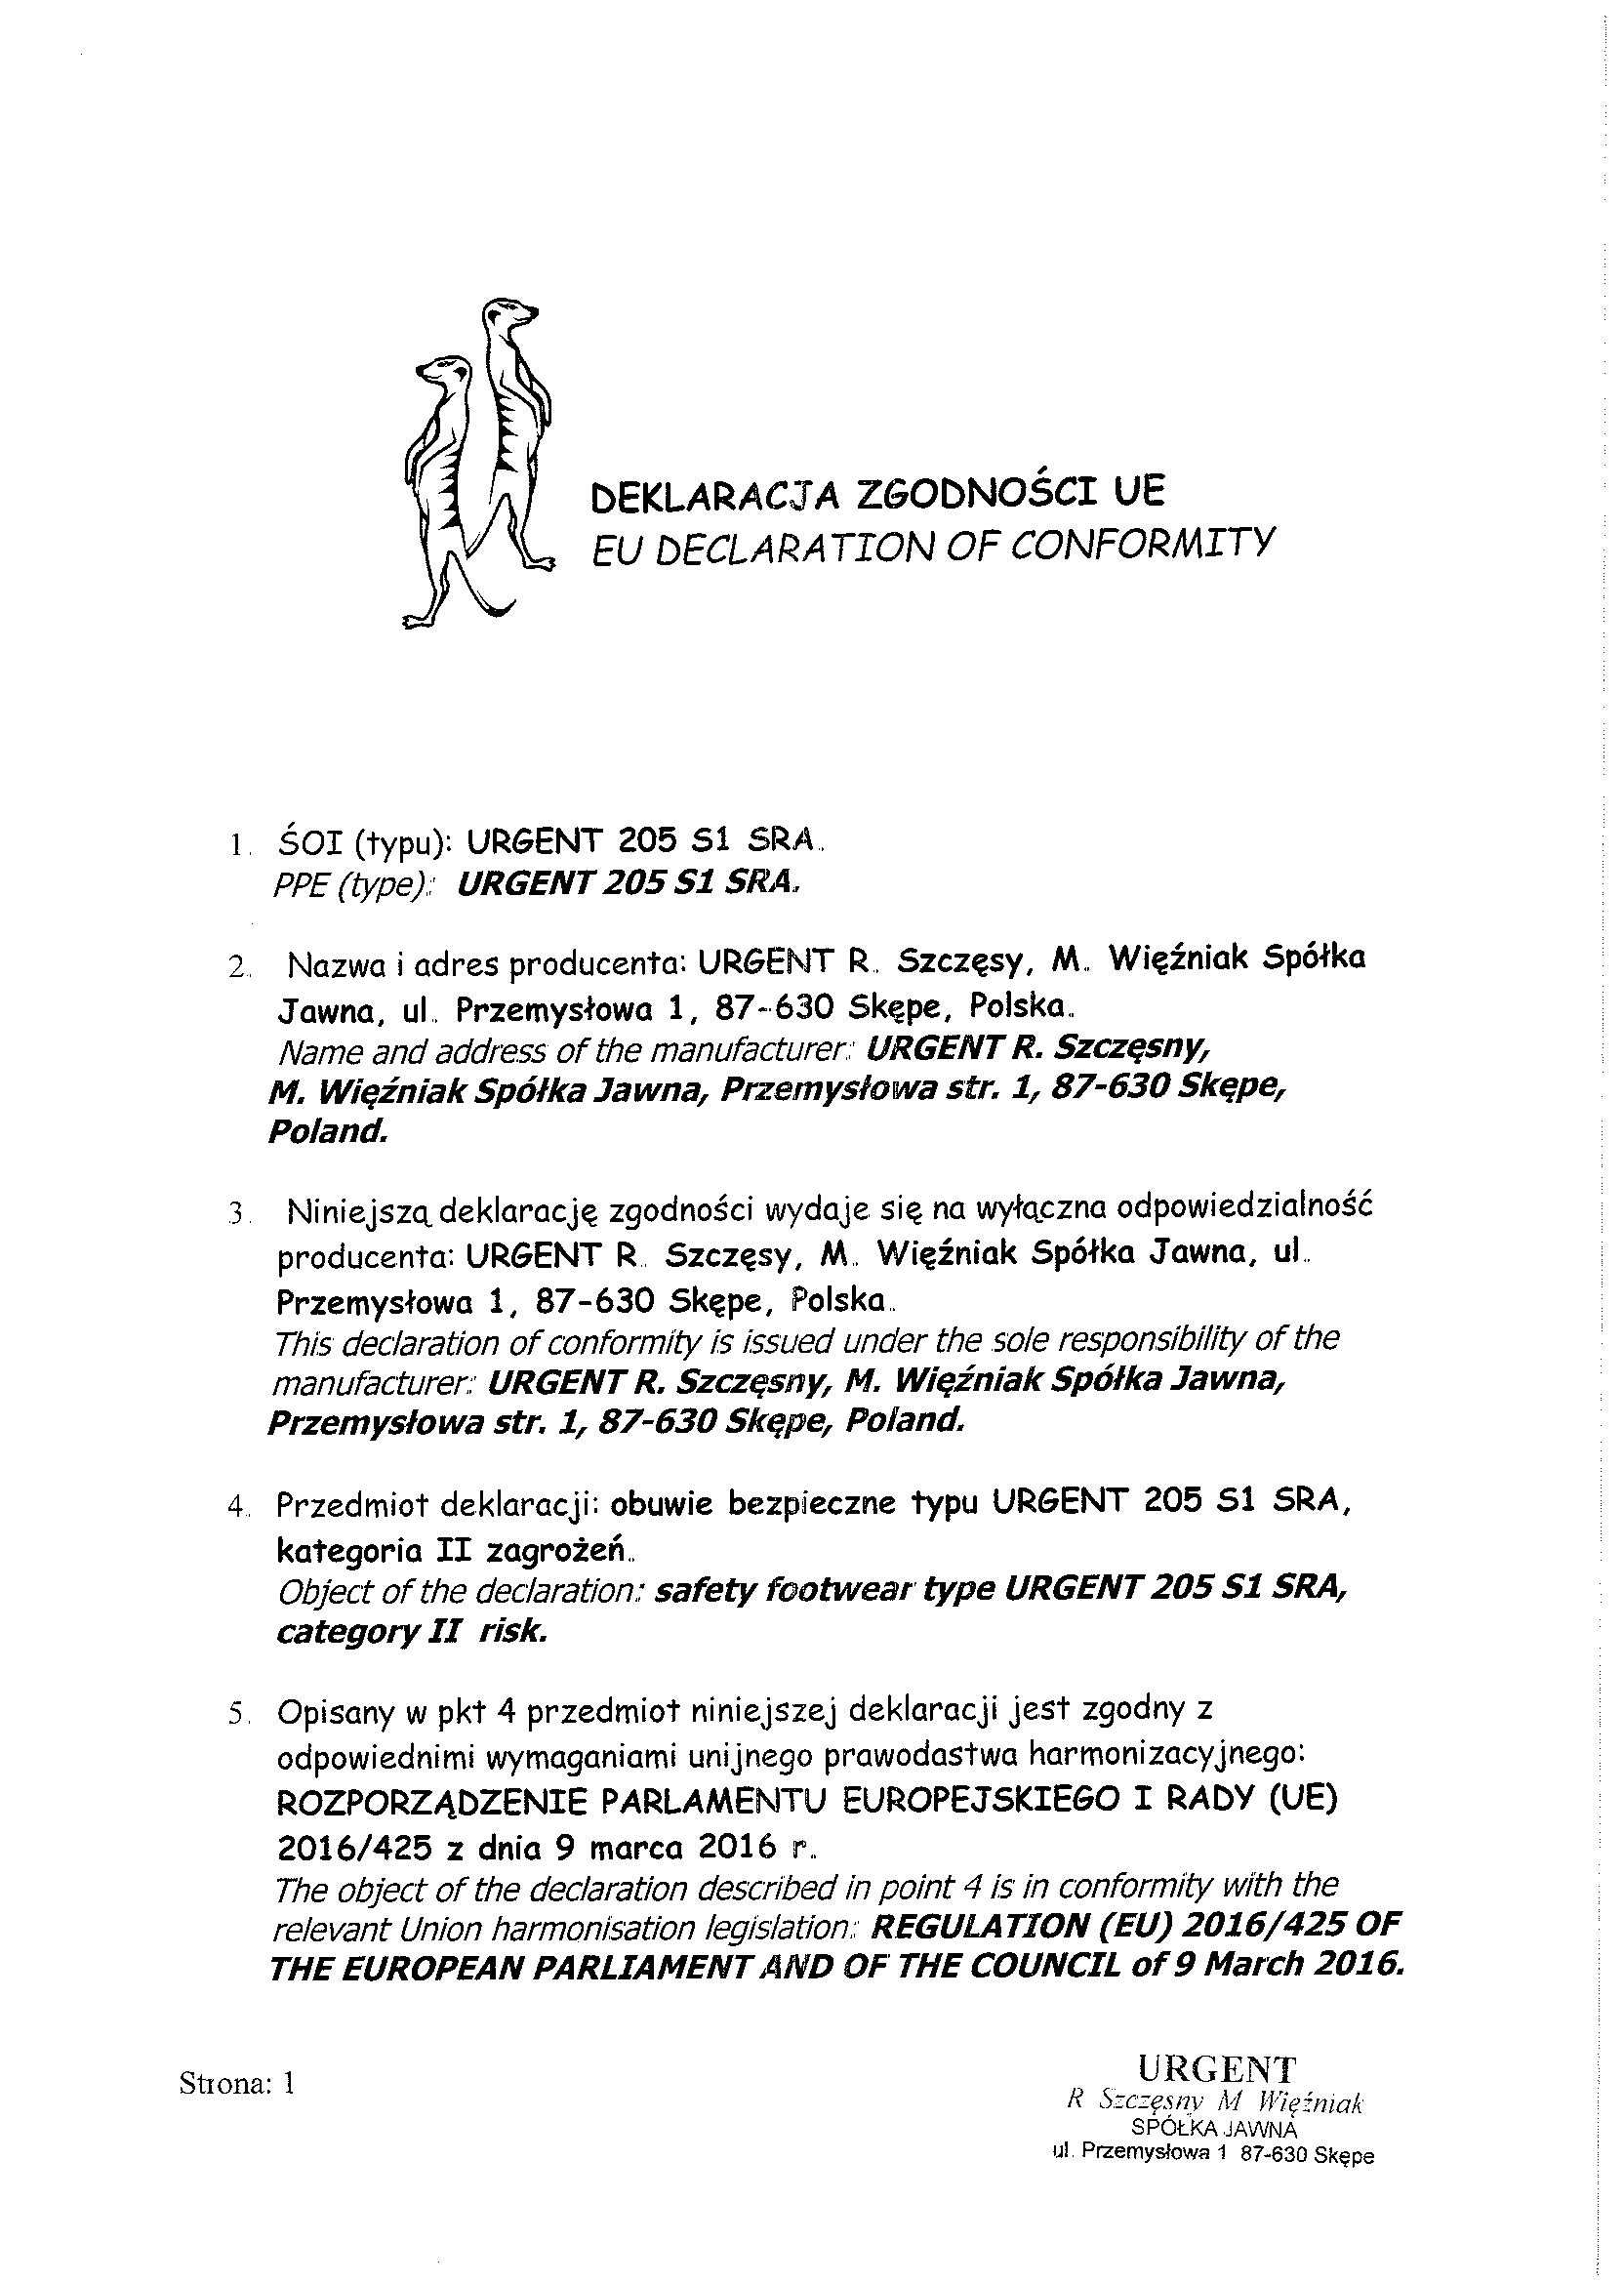 DEKLARACJA ZGODNOŚCI UE
EU DECLARATION OF CONFORMITY
1. ŚOI (typu): URGENT 205 S1 SRA.
PPE (type): URGENT 205 S1 SRA.
2. Nazwa i adres producenta: URGENT R. Szczęsy, M. Więźniak Spółka
Jawna, ul. Przemysłowa 1, 87-630 Skępe, Polska.
Name and address of the manufacturer: URGENT R. Szczęsny,
M. Więźniak Spółka Jawna, Przemysłowa str. 1, 87-630 Skępe,
Poland.
3. Niniejszą deklarację zgodności wydaje się na wyłączna odpowiedzialność
producenta: URGENT R. Szczęsy, M. Więźniak Spółka Jawna, ul.
Przemysłowa 1, 87-630 Skępe, Polska.
This declaration of conformity is issued under the sole responsibility of the
manufacturer: URGENT R. Szczęsny, M. Więźniak Spółka Jawna,
Przemysłowa str. 1, 87-630 Skępe, Poland.
4. Przedmiot deklaracji: obuwie bezpieczne typu URGENT 205 S1 SRA,
kategoria II zagrożeń.
Object of the declaration: safety footwear type URGENT 205 S1 SRA,
category II risk.
5. Opisany w pkt 4 przedmiot niniejszej deklaracji jest zgodny z
odpowiednimi wymaganiami unijnego prawodastwa harmonizacyjnego:
ROZPORZĄDZENIE PARLAMENTU EUROPEJSKIEGO I RADY (UE)
2016/425 z dnia 9 marca 2016 r.
The object of the declaration described in point 4 is in conformity with the
relevant Union harmonisation legislation: REGULATION (EU) 2016/425 OF
THE EUROPEAN PARLIAMENT AND OF THE COUNCIL of 9 March 2016.
Strona: 1
URGENT
R Szczęsny M Więźniak
SPÓŁKA JAWNA
ul. Przemysłowa 1 87-630 Skępe